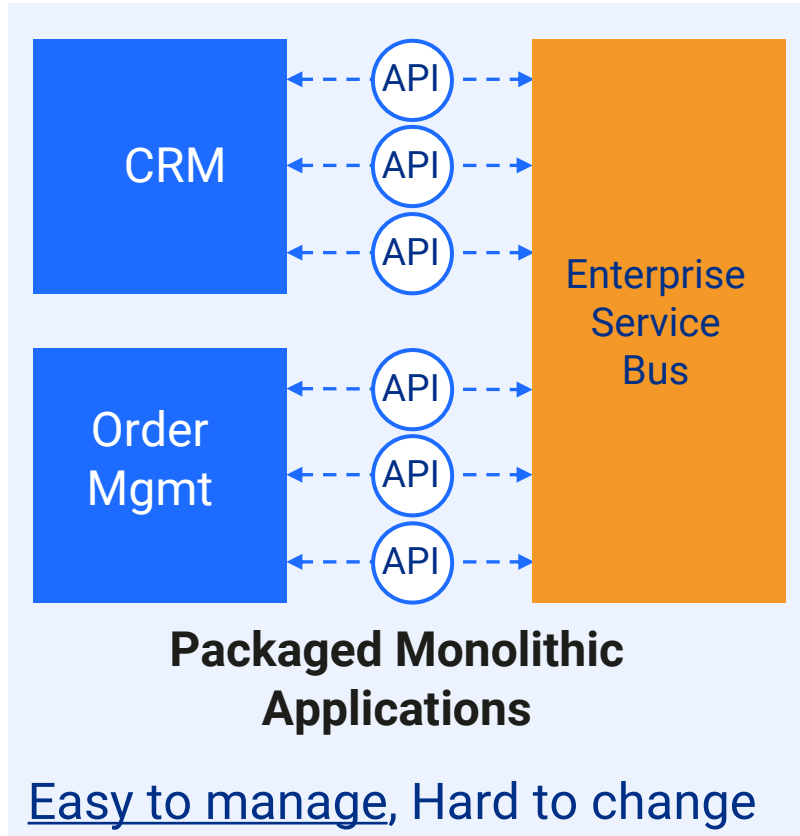 CRM
API
API
API
Order
Mgmt
API
API
API
Enterprise
Service
Bus
Packaged Monolithic
Applications
Easy to manage, Hard to change